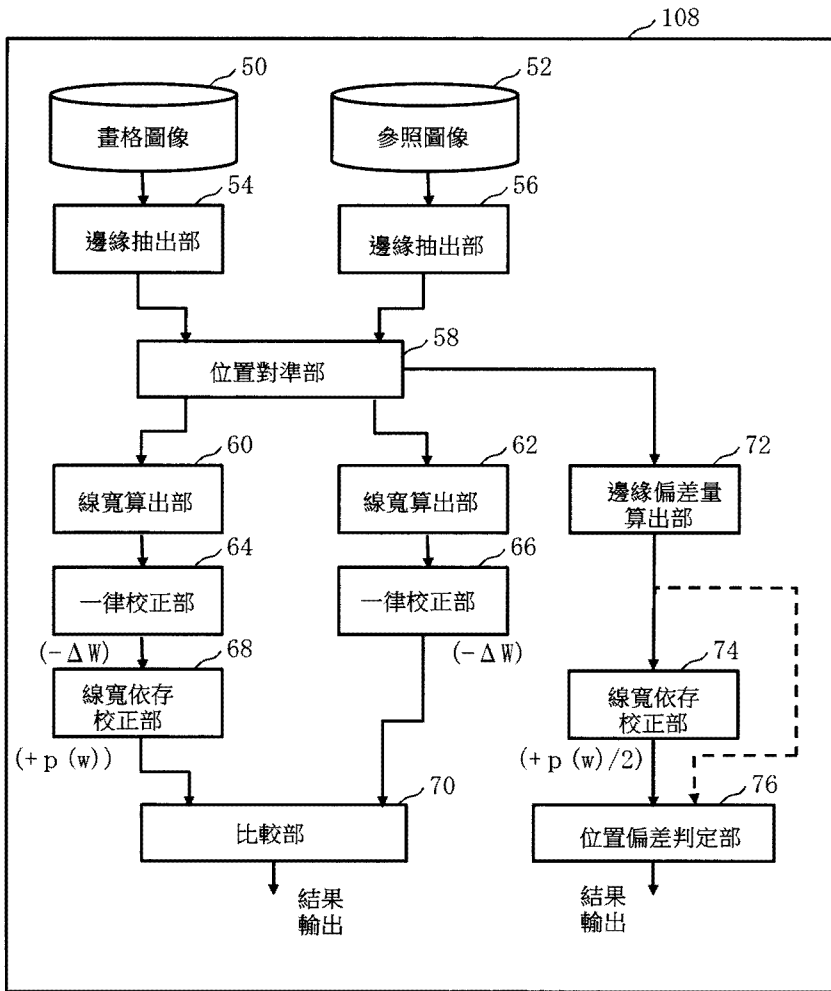 108
50
52
畫格圖像
參照圖像
54
56
邊緣抽出部
邊緣抽出部
58
位置對準部
60
62
72
線寬算出部
線寬算出部
邊緣偏差量
算出部
64
66
一律校正部
一律校正部
(-ΔW)
(-ΔW)
68
74
線寬依存
校正部
線寬依存
校正部
(+p(w))
(+p(w)/2)
70
76
比較部
位置偏差判定部
結果
輸出
結果
輸出